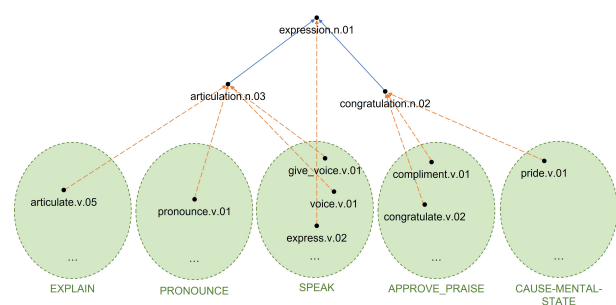 expression.n.01
articulation.n.03
congratulation.n.02
give_voice.v.01
compliment.v.01
pride.v.01
articulate.v.05
voice.v.01
pronounce.v.01
congratulate.v.02
express.v.02
... ... ... ... ...
EXPLAIN PRONOUNCE SPEAK APPROVE_PRAISE CAUSE-MENTAL-
STATE